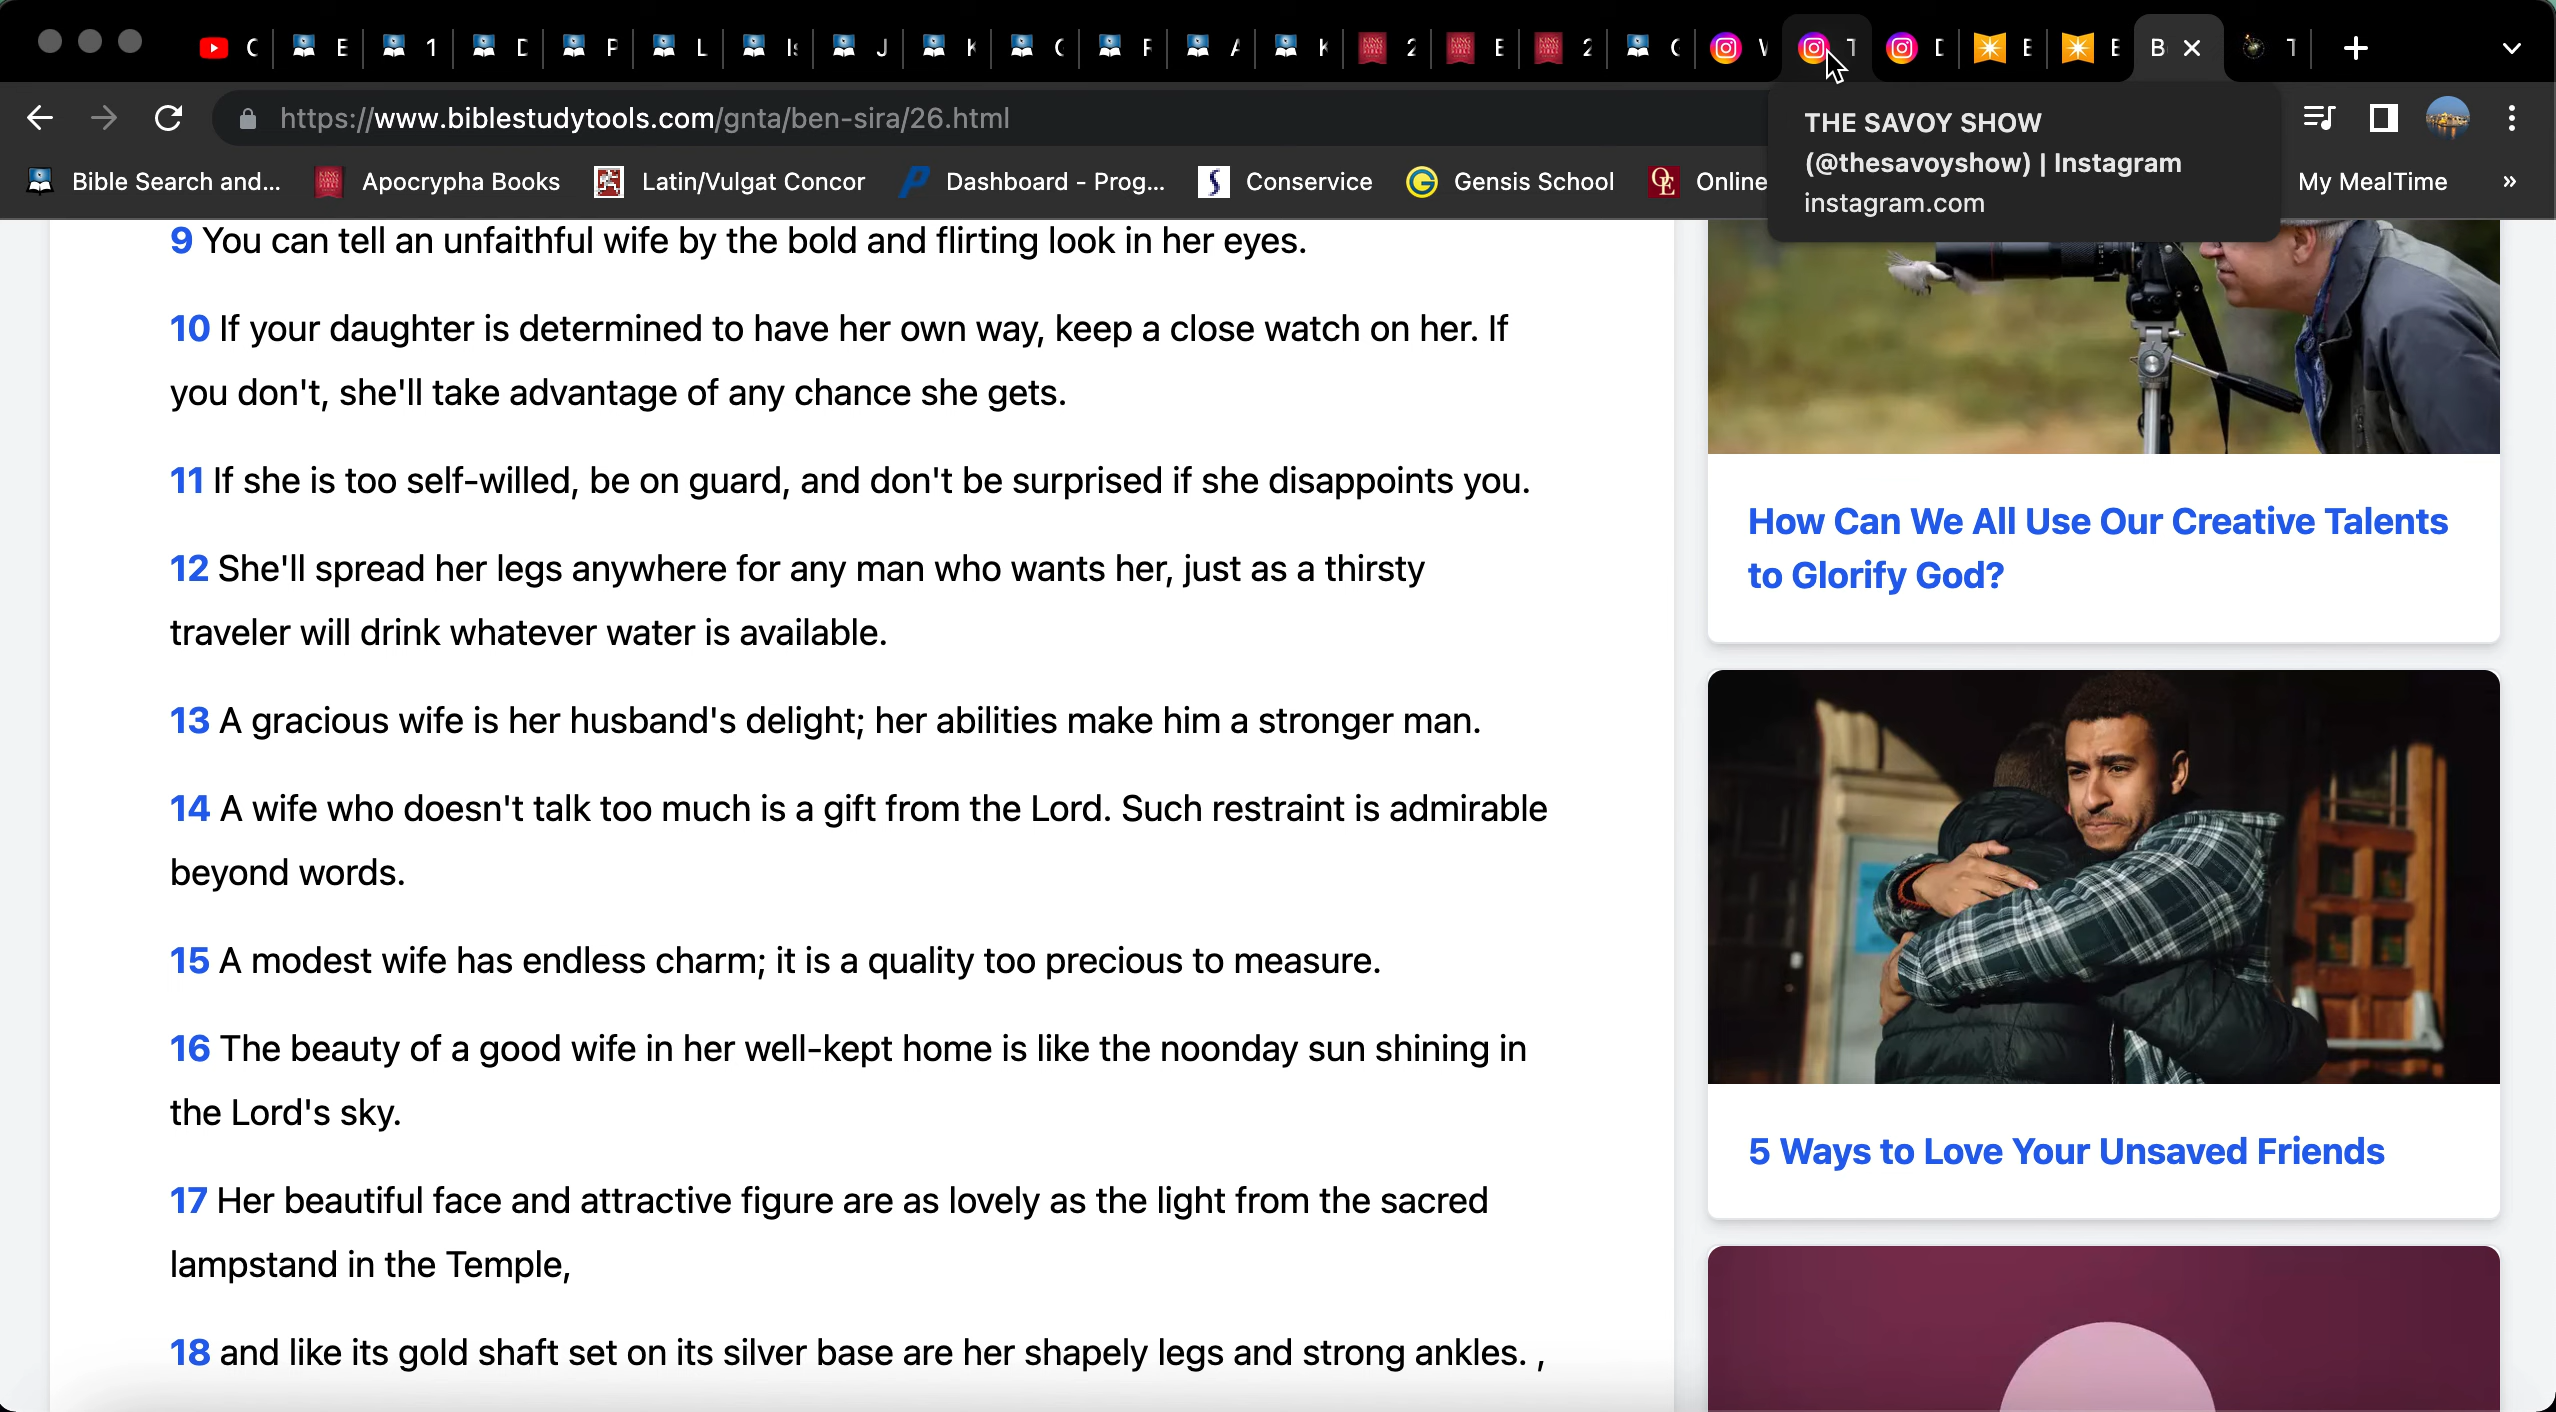 C E 1 D P L Is J K C F A K 2 E 2 C T D E E B T
https://www.biblestudytools.com/gnta/ben-sira/26.html
THE SAVOY SHOW
(@thesavoyshow) | Instagram
instagram.com
Bible Search and... Apocrypha Books Latin/Vulgat Concor Dashboard - Prog... Conservice Gensis School Online My MealTime »
9 You can tell an unfaithful wife by the bold and flirting look in her eyes.
10 If your daughter is determined to have her own way, keep a close watch on her. If
you don't, she'll take advantage of any chance she gets.
11 If she is too self-willed, be on guard, and don't be surprised if she disappoints you.
12 She'll spread her legs anywhere for any man who wants her, just as a thirsty
traveler will drink whatever water is available.
13 A gracious wife is her husband's delight; her abilities make him a stronger man.
14 A wife who doesn't talk too much is a gift from the Lord. Such restraint is admirable
beyond words.
15 A modest wife has endless charm; it is a quality too precious to measure.
16 The beauty of a good wife in her well-kept home is like the noonday sun shining in
the Lord's sky.
17 Her beautiful face and attractive figure are as lovely as the light from the sacred
lampstand in the Temple,
18 and like its gold shaft set on its silver base are her shapely legs and strong ankles. ,
How Can We All Use Our Creative Talents
to Glorify God?
5 Ways to Love Your Unsaved Friends